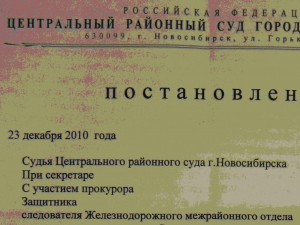 РОССИЙСКАЯ ФЕДЕРАЦ
ЦЕНТРАЛЬНЫЙ РАЙОННЫЙ СУД ГОРОД
630099, г. Новосибирск, ул. Горьк
постановлен
23 декабря 2010 года
Судья Центрального районного суда г.Новосибирска
При секретаре
С участием прокурора
Защитника
следователя Железнодорожного межрайонного отдела